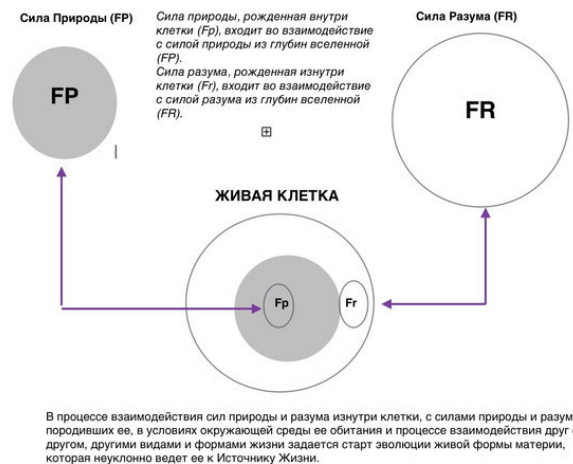 Сила Природы (FP)
Сила природы, рожденная внутри
клетки (Fp), входит во взаимодействие
с силой природы из глубин вселенной
(FP).
Сила разума, рожденная изнутри
клетки (Fr), входит во взаимодействие
с силой разума из глубин вселенной
(FR).
Сила Разума (FR)
FP
FR
ЖИВАЯ КЛЕТКА
Fp
Fr
В процессе взаимодействия сил природы и разума изнутри клетки, с силами природы и разум
породивших ее, в условиях окружающей среды ее обитания и процессе взаимодействия друг с
другом, другими видами и формами жизни задается старт эволюции живой формы материи,
которая неуклонно ведет ее к Источнику Жизни.